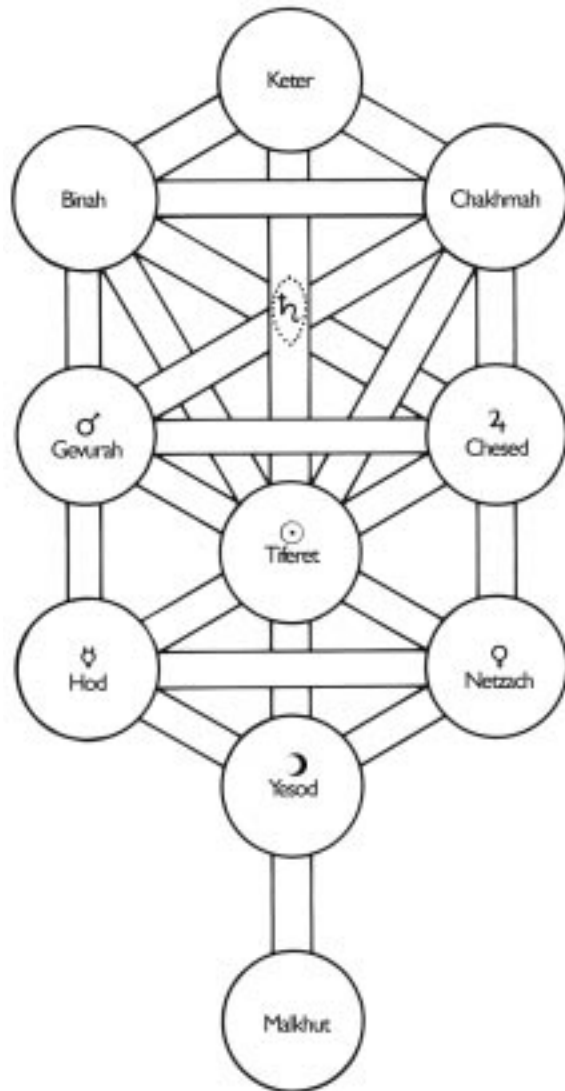 Keter
Binah
Chakhmah
♄
♂
Gevurah
♃
Chesed
☉
Tiferet
☿
Hod
♀
Netzach
☽
Yesod
Malkhut